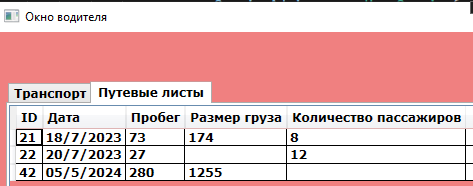 Окно водителя
Транспорт Путевые листы
ID Дата Пробег Размер груза Количество пассажиров
21 18/7/2023 73 174 8
22 20/7/2023 27 12
42 05/5/2024 280 1255